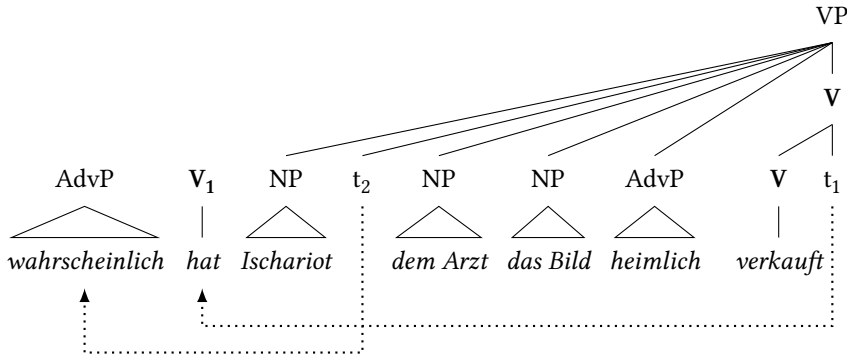 VP
V
AdvP V₁ NP t₂ NP NP AdvP V t₁
wahrscheinlich hat Ischariot dem Arzt das Bild heimlich verkauft